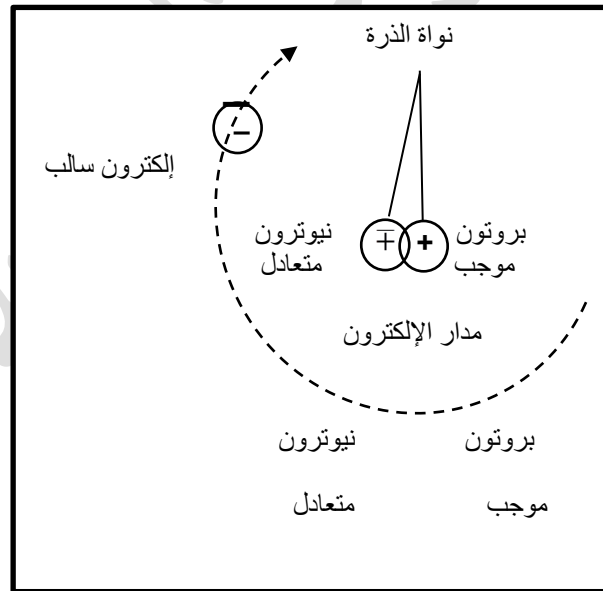 نواة الذرة
إلكترون سالب
بروتون نيوترون
موجب متعادل
مدار الإلكترون
بروتون نيوترون
موجب متعادل